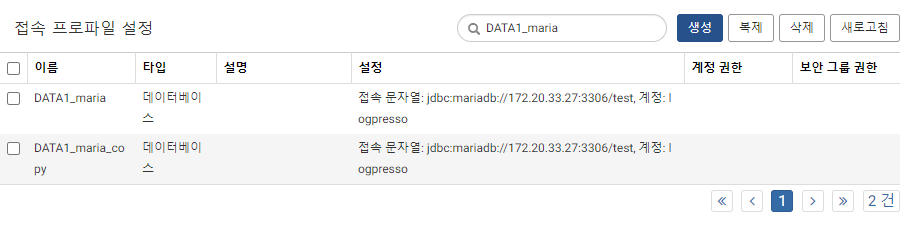 접속 프로파일 설정
DATA1_maria
생성 복제 삭제 새로고침
이름 타입 설명 설정 계정 권한 보안 그룹 권한
DATA1_maria 데이터베이 접속 문자열: jdbc:mariadb://172.20.33.27:3306/test, 계정: l
스 ogpresso
DATA1_maria_co 데이터베이 접속 문자열: jdbc:mariadb://172.20.33.27:3306/test, 계정: l
py 스 ogpresso
« ‹ 1 › » 2 건